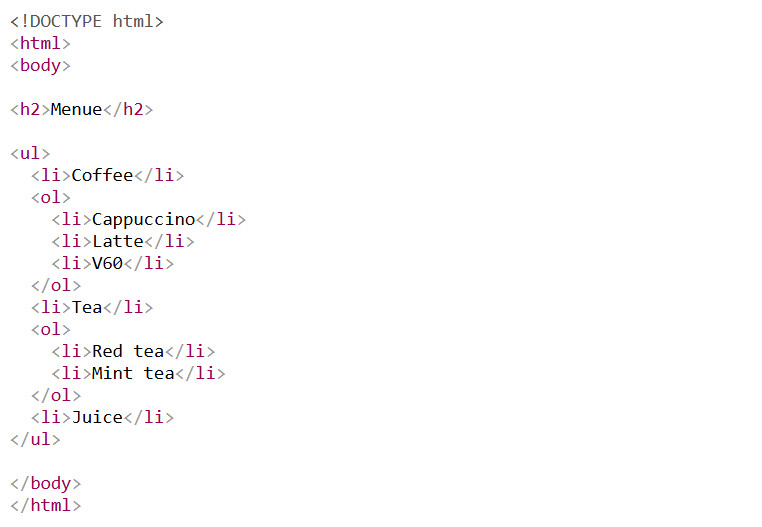 <!DOCTYPE html>
<html>
<body>
<h2>Menue</h2>
<ul>
<li>Coffee</li>
<ol>
<li>Cappuccino</li>
<li>Latte</li>
<li>V60</li>
</ol>
<li>Tea</li>
<ol>
<li>Red tea</li>
<li>Mint tea</li>
</ol>
<li>Juice</li>
</ul>
</body>
</html>